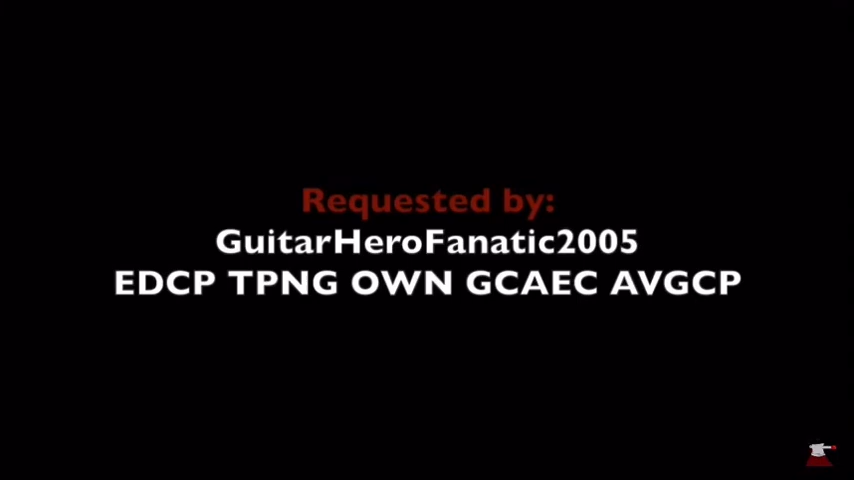 Requested by:
GuitarHeroFanatic2005
EDCP TPNG OWN GCAEC AVGCP